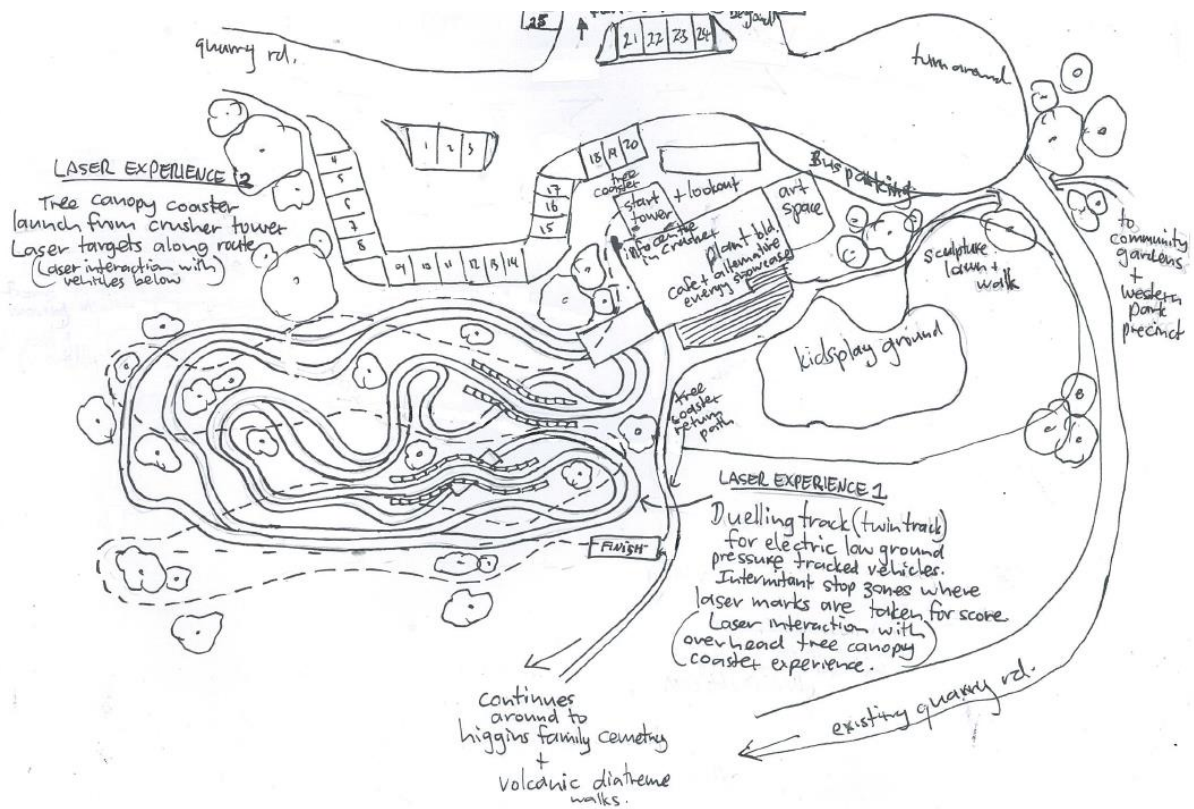 25
21 22 23 24
quarry rd.
turnaround
1 2 3
4
5
6
7
8
9 10 11 12 13 14
15
16
17
18 19 20
LASER EXPERIENCE 2
Tree canopy coaster
launch from crusher tower
Laser targets along route
(Laser interaction with)
vehicles below
tree
coaster
start
tower
+ lookout
info centre
in crusher
plant bld.
cafe + alternative
energy showcase
art
space
Bus parking
sculpture
lawn +
walk
to
community
gardens
+
western
park
precinct
kidsplay ground
tree
coaster
return
path
LASER EXPERIENCE 1
Duelling track (twin track)
for electric low ground
pressure tracked vehicles.
Intermitant stop zones where
laser marks are taken for score
(Laser interaction with
overhead tree canopy
coaster experience.)
FINISH
continues
around to
higgins family cemetry
+
volcanic diatreme
walks.
existing quarry rd.